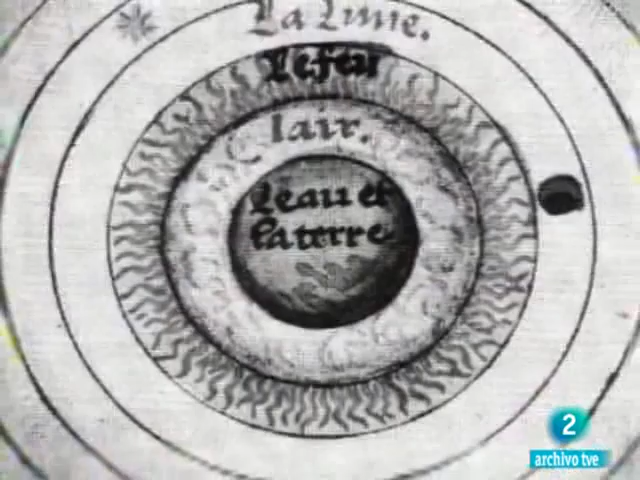 La Lune.
Le feu
lair.
Leau et
la terre
2
archivo tve